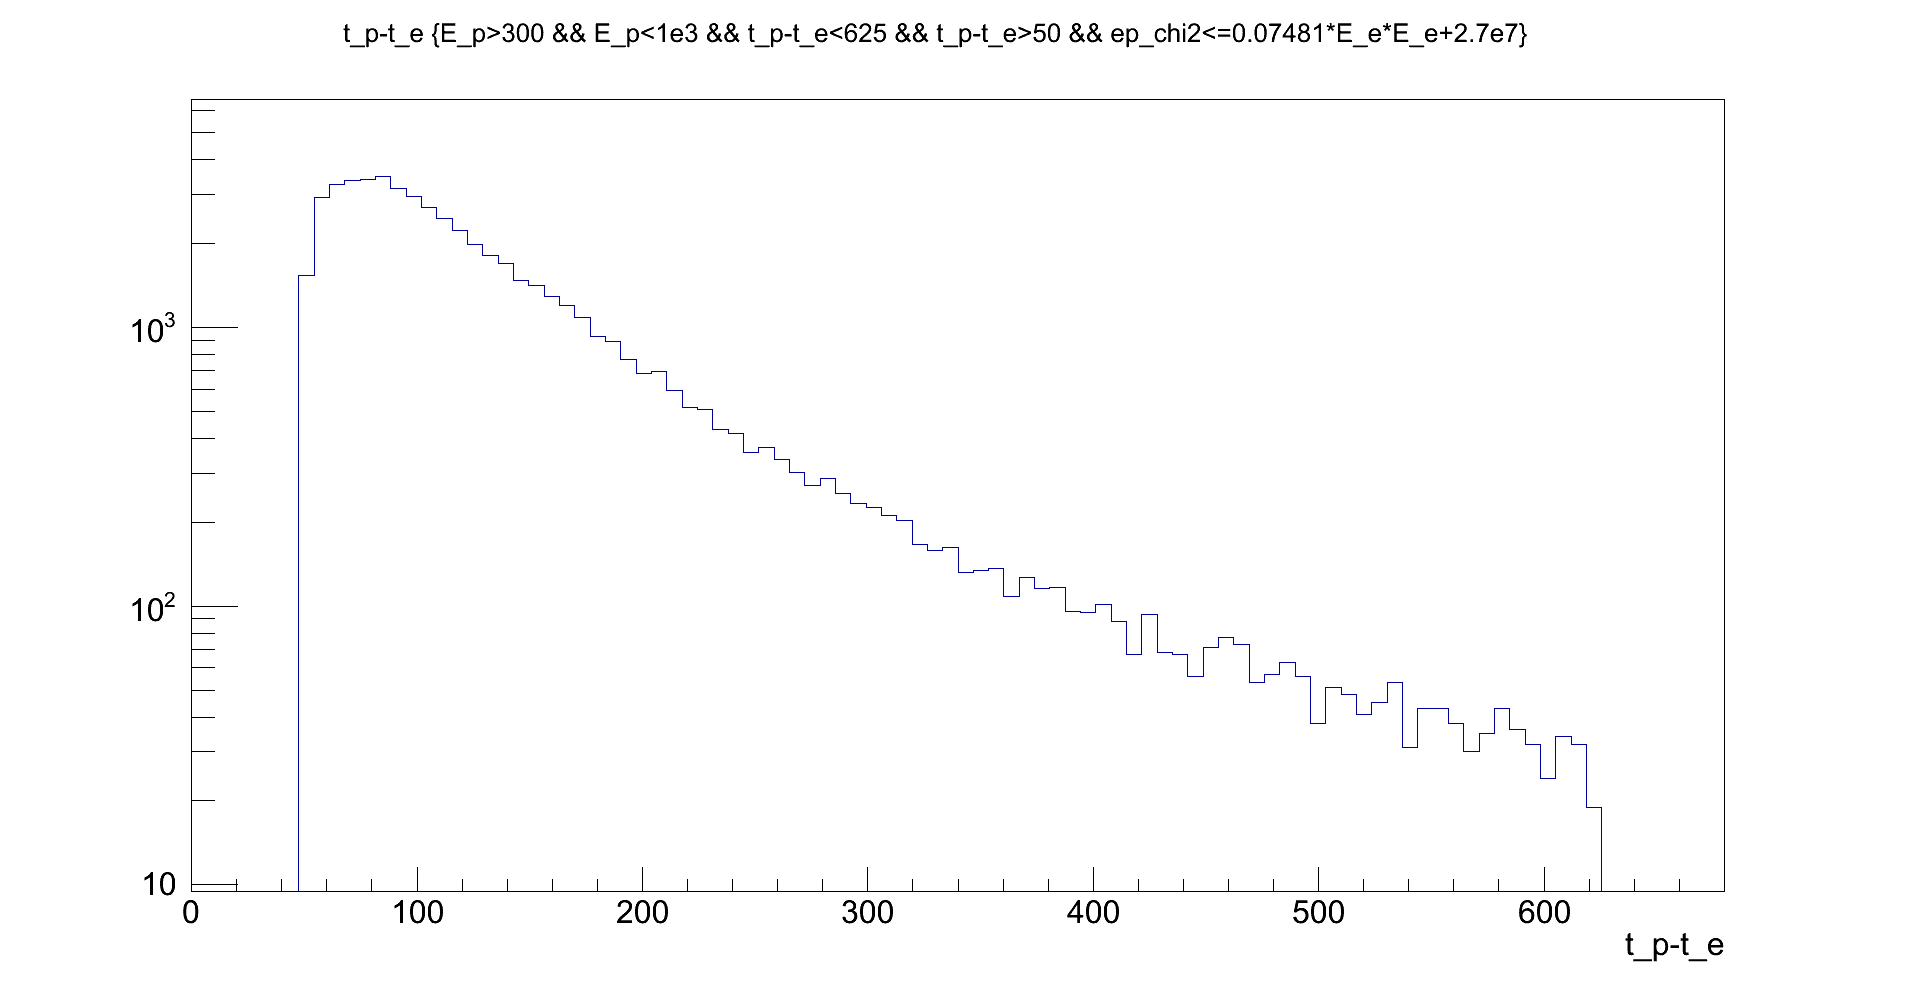 t_p-t_e {E_p>300 && E_p<1e3 && t_p-t_e<625 && t_p-t_e>50 && ep_chi2<=0.07481*E_e*E_e+2.7e7}
10³
10²
10
0 100 200 300 400 500 600
t_p-t_e